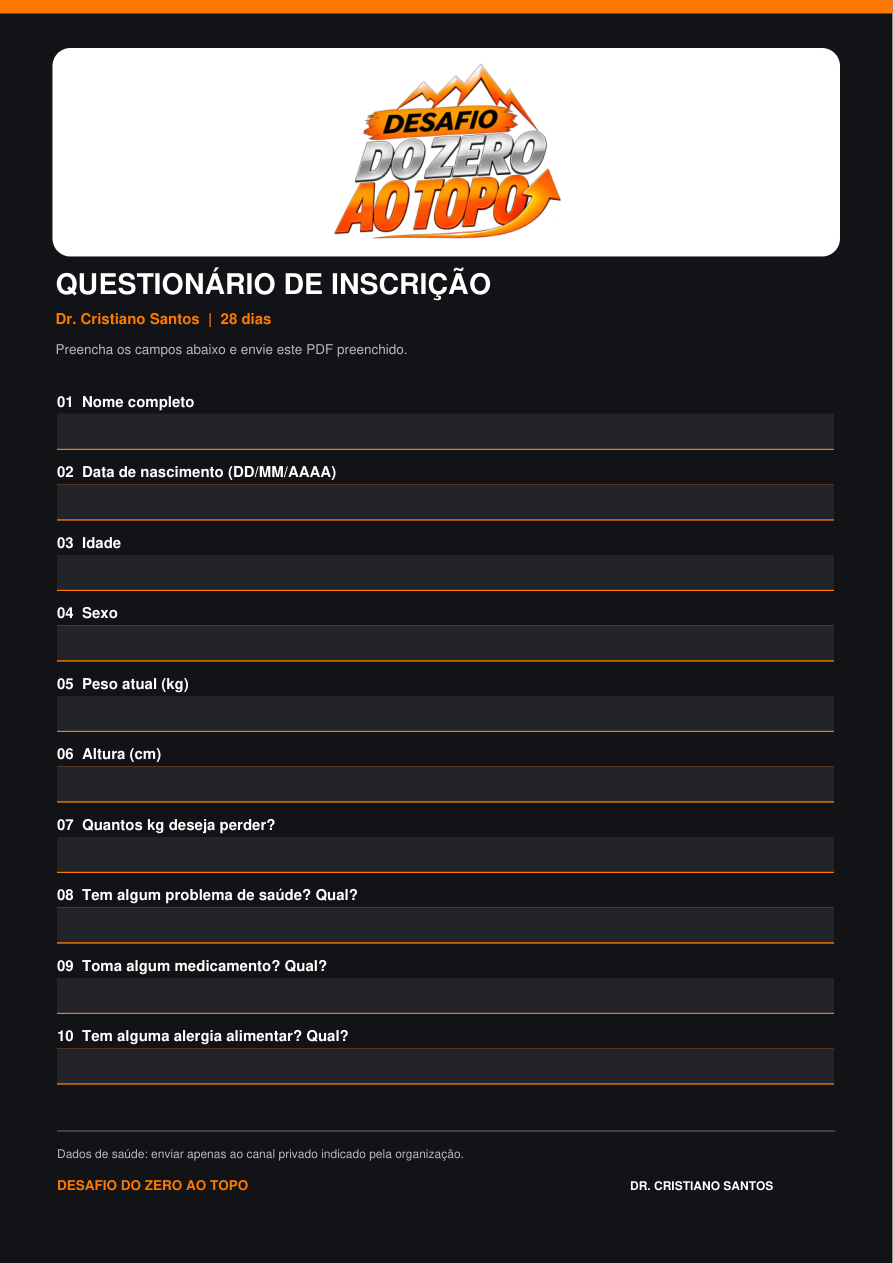 DESAFIO
DO ZERO
AO TOPO
QUESTIONÁRIO DE INSCRIÇÃO
Dr. Cristiano Santos | 28 dias
Preencha os campos abaixo e envie este PDF preenchido.
01 Nome completo
02 Data de nascimento (DD/MM/AAAA)
03 Idade
04 Sexo
05 Peso atual (kg)
06 Altura (cm)
07 Quantos kg deseja perder?
08 Tem algum problema de saúde? Qual?
09 Toma algum medicamento? Qual?
10 Tem alguma alergia alimentar? Qual?
Dados de saúde: enviar apenas ao canal privado indicado pela organização.
DESAFIO DO ZERO AO TOPO
DR. CRISTIANO SANTOS